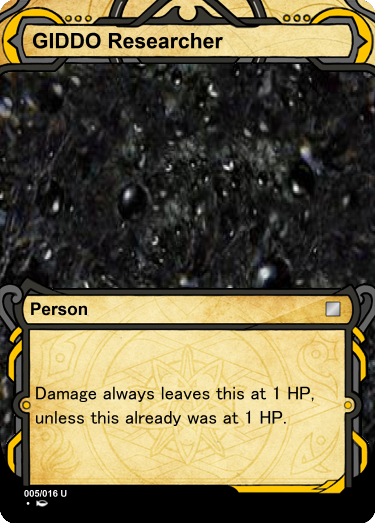 GIDDO Researcher
Person
Damage always leaves this at 1 HP,
unless this already was at 1 HP.
005/016 U
•